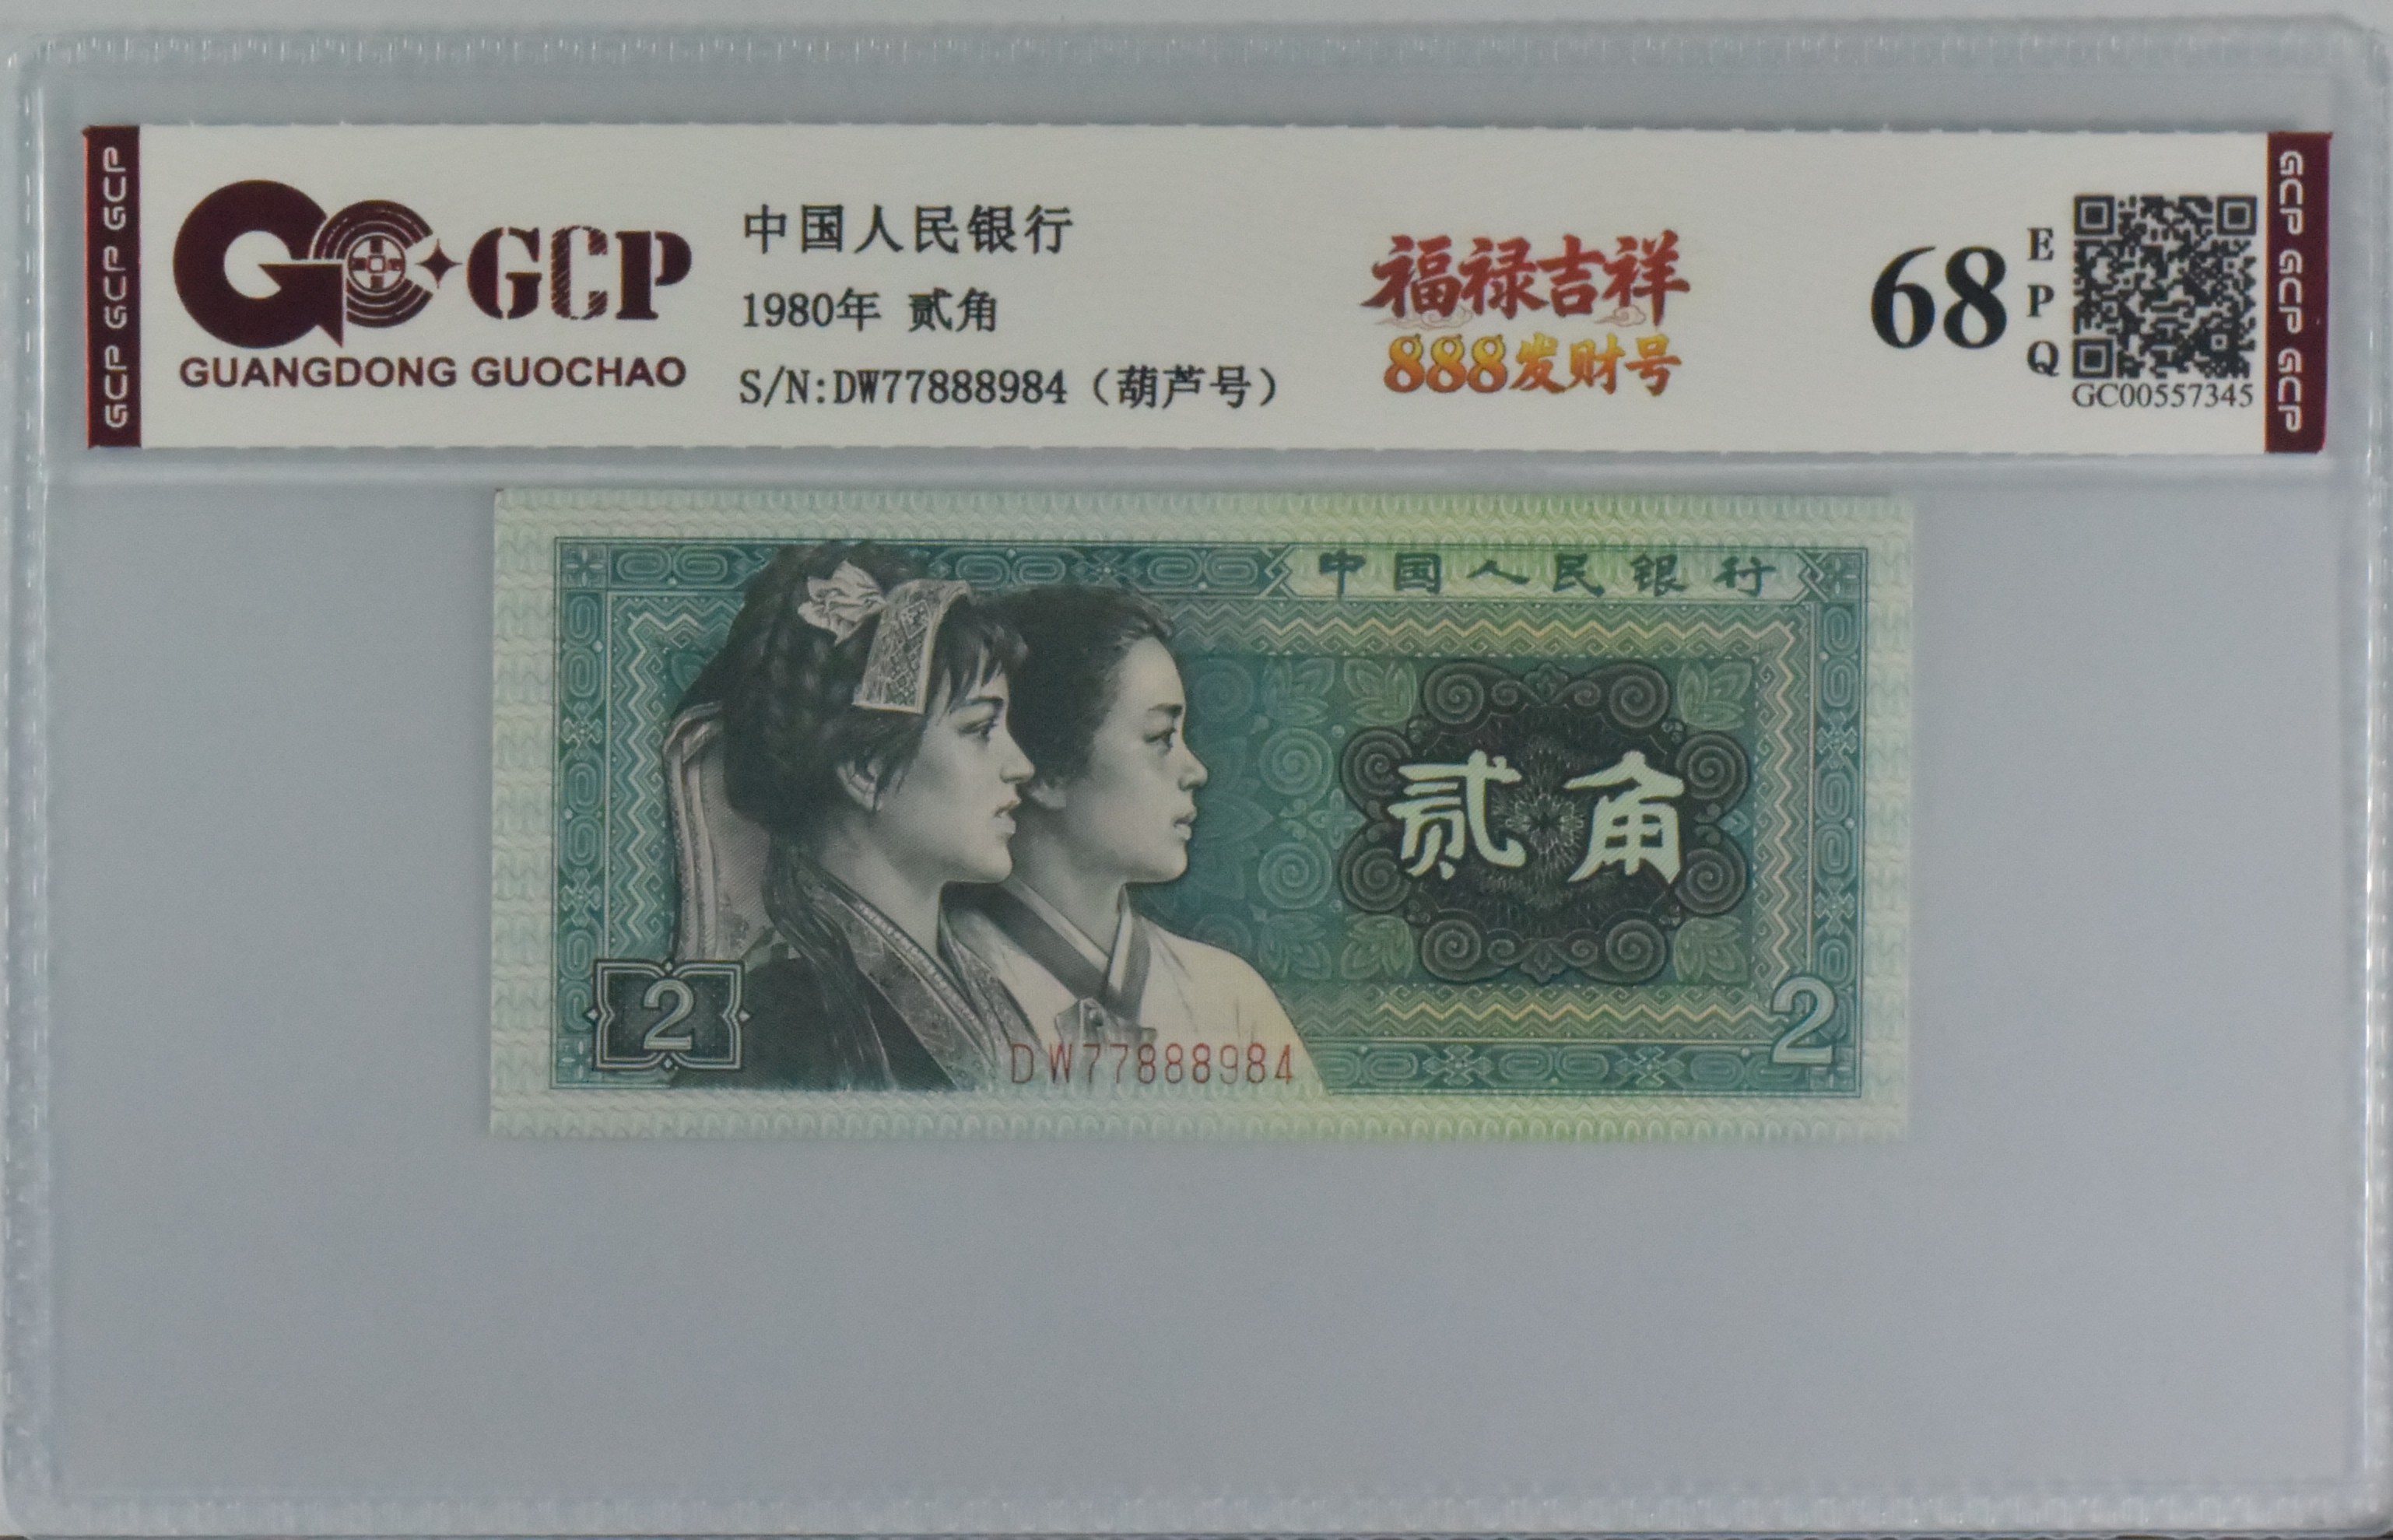 GCP GCP GCP
GCP
GUANGDONG GUOCHAO
中国人民银行
1980年 贰角
S/N:DW77888984（葫芦号）
福禄吉祥
888发财号
68
EPQ
GC00557345
GCP GCP GCP
中国人民银行
贰角
2
2
DW77888984